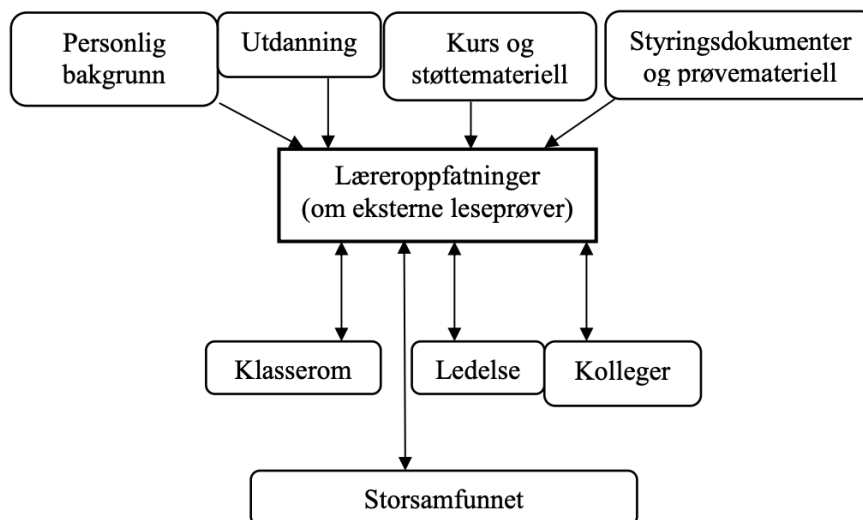 Personlig
bakgrunn
Utdanning
Kurs og
støttemateriell
Styringsdokumenter
og prøvemateriell
Læreroppfatninger
(om eksterne leseprøver)
Klasserom
Ledelse
Kolleger
Storsamfunnet